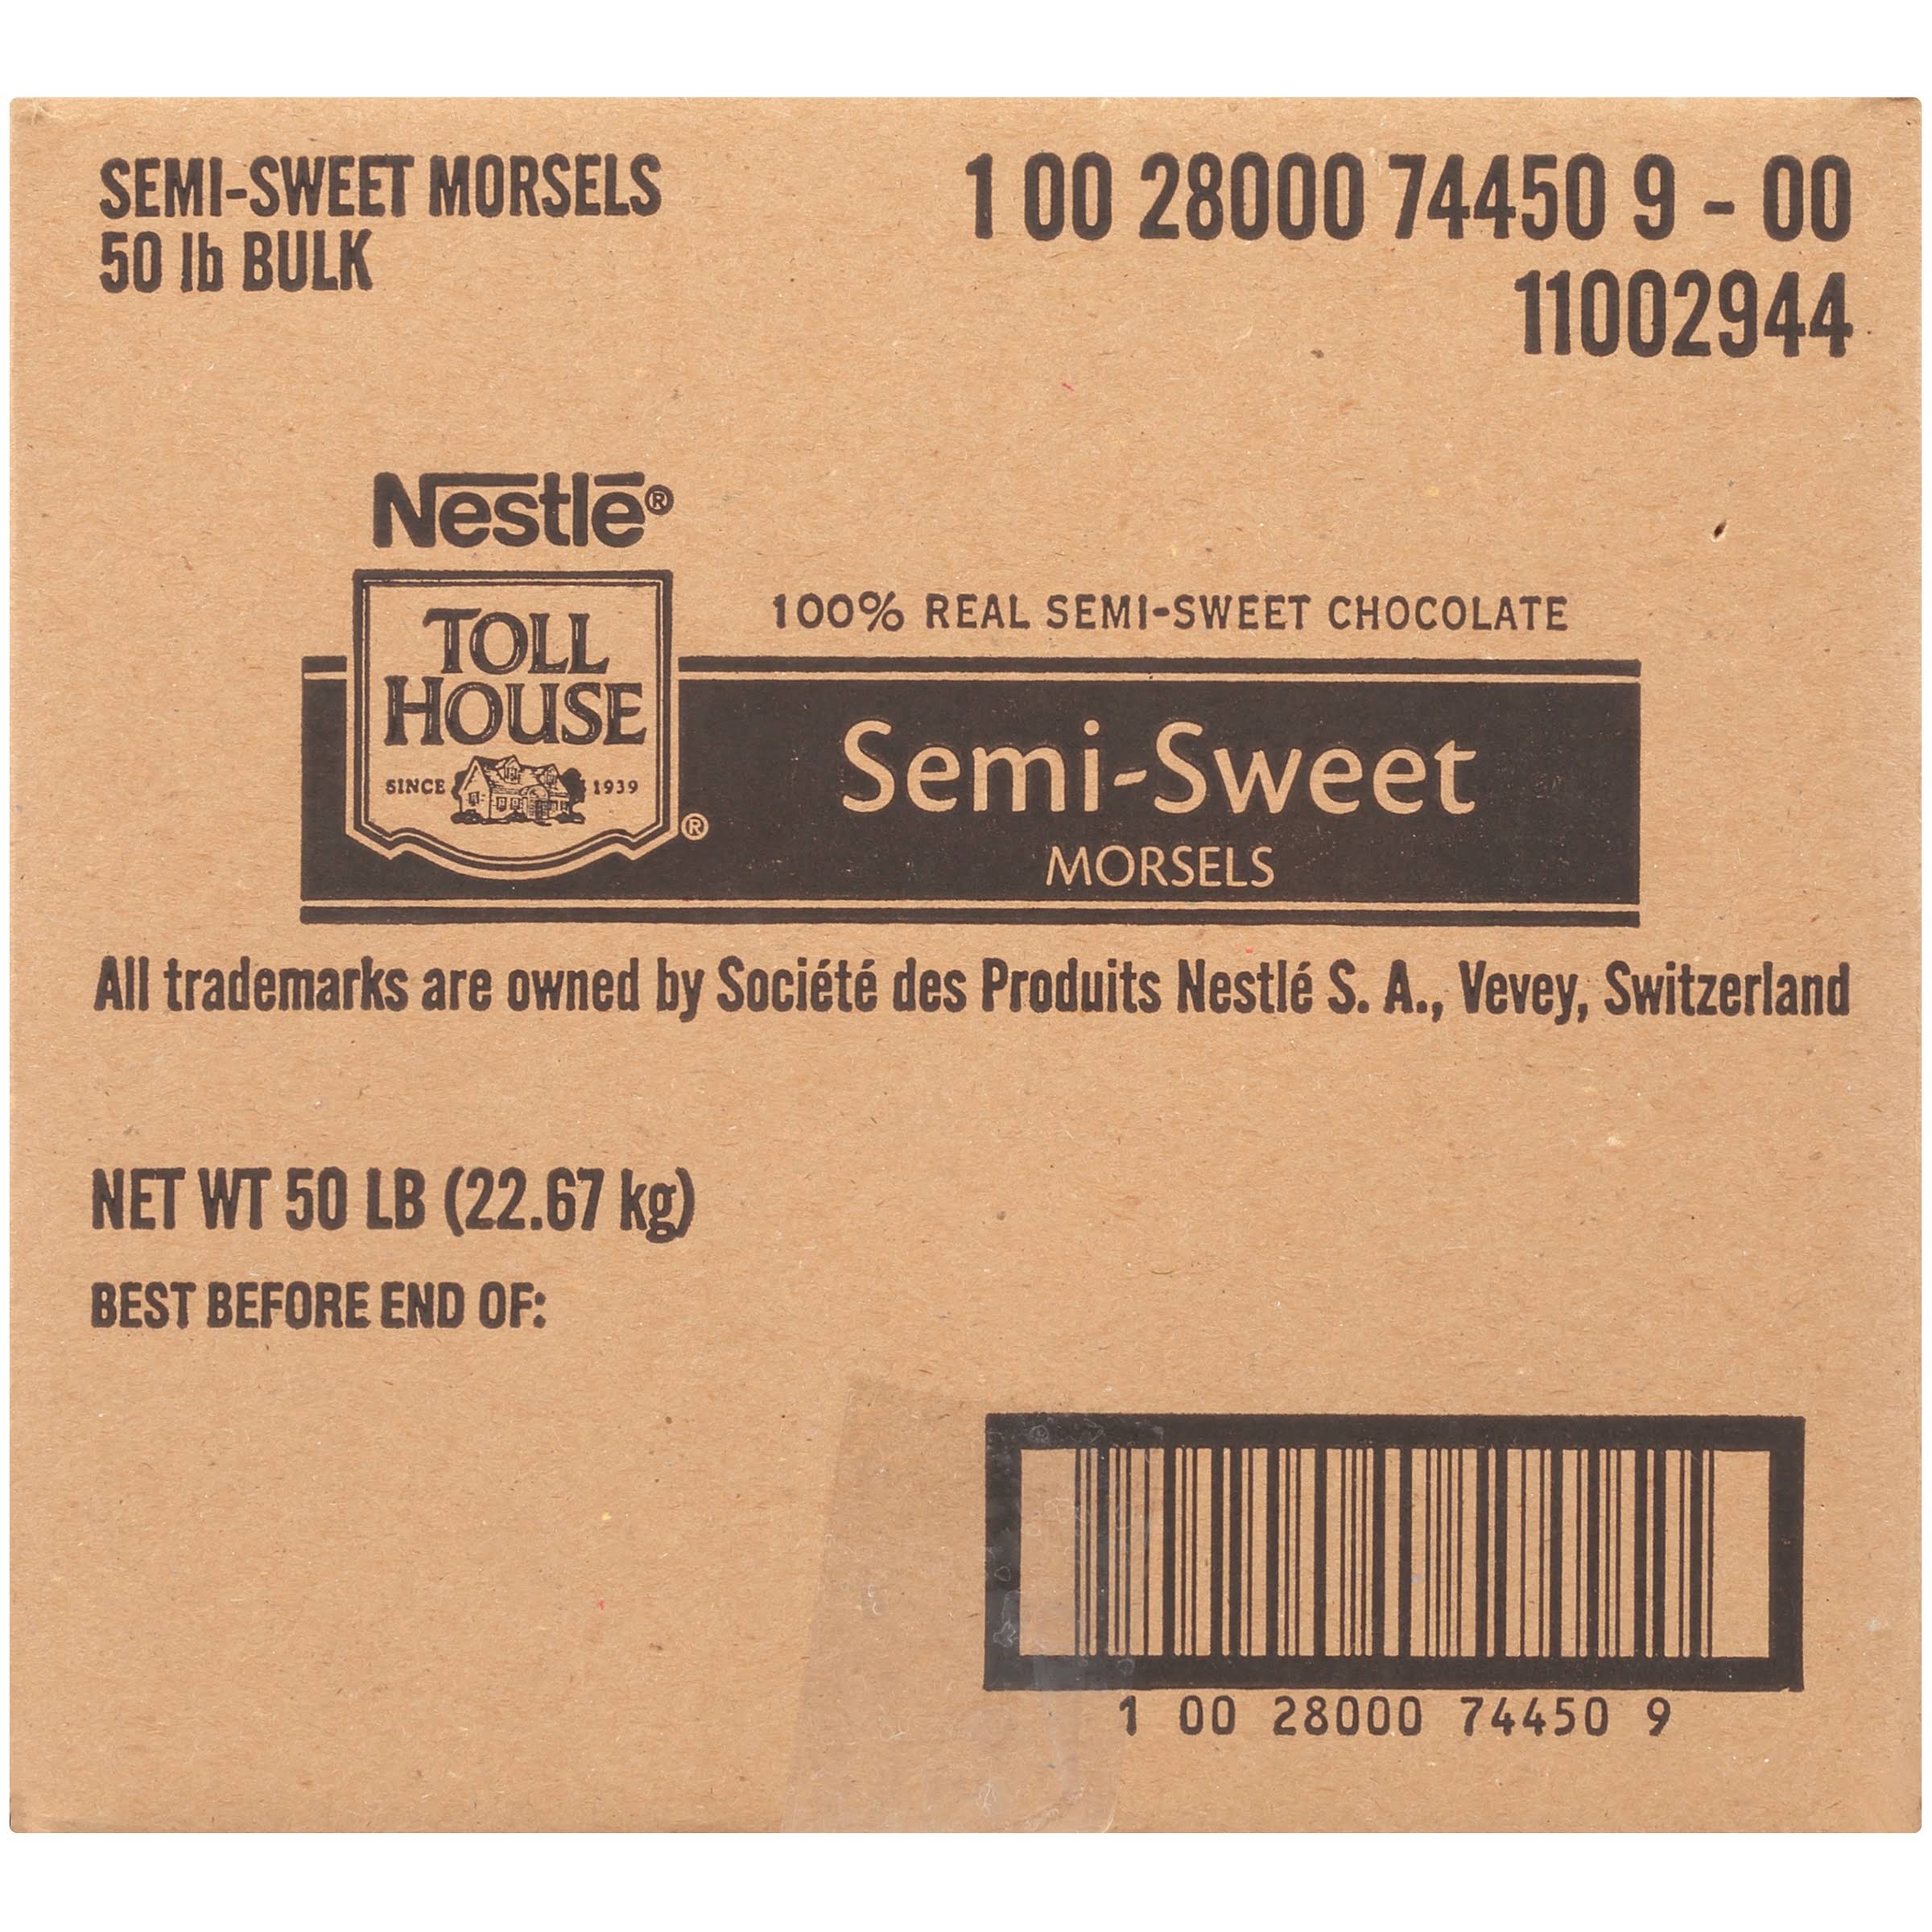 SEMI-SWEET MORSELS
50 lb BULK
1 00 28000 74450 9 - 00
11002944
Nestlé®
TOLL
HOUSE
SINCE 1939
®
100% REAL SEMI-SWEET CHOCOLATE
Semi-Sweet
MORSELS
All trademarks are owned by Société des Produits Nestlé S. A., Vevey, Switzerland
NET WT 50 LB (22.67 kg)
BEST BEFORE END OF:
1 00 28000 74450 9